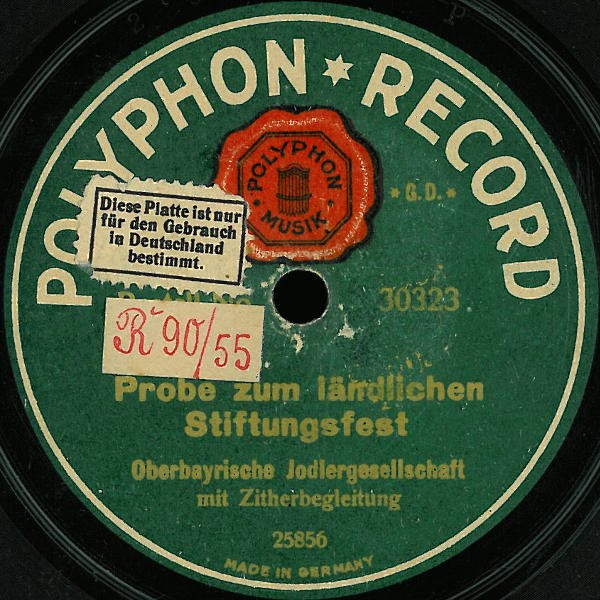 POLYPHON ★ RECORD
POLYPHON
MUSIK
* G.D. *
Diese Platte ist nur
für den Gebrauch
in Deutschland
bestimmt.
30323
R 90/55
Probe zum ländlichen
Stiftungsfest
Oberbayrische Jodlergesellschaft
mit Zitherbegleitung
25856
MADE IN GERMANY